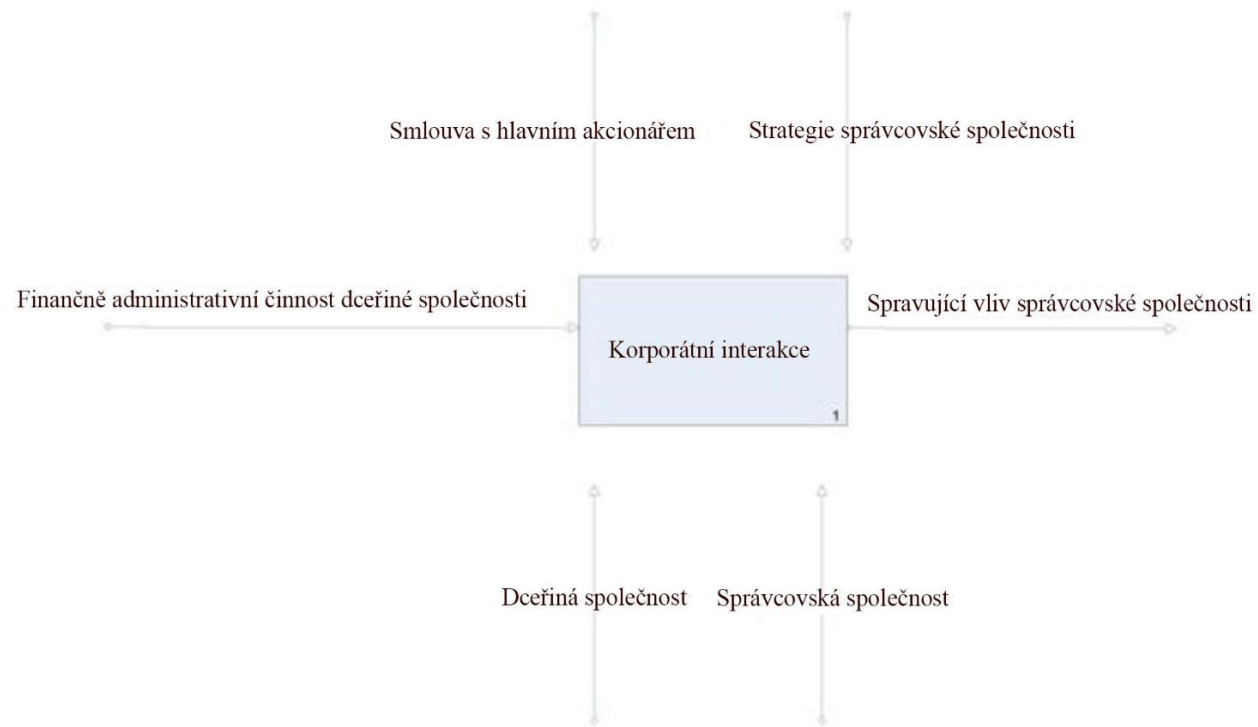 Smlouva s hlavním akcionářem
Strategie správcovské společnosti
Finančně administrativní činnost dceřiné společnosti
Korporátní interakce
1
Spravující vliv správcovské společnosti
Dceřiná společnost
Správcovská společnost